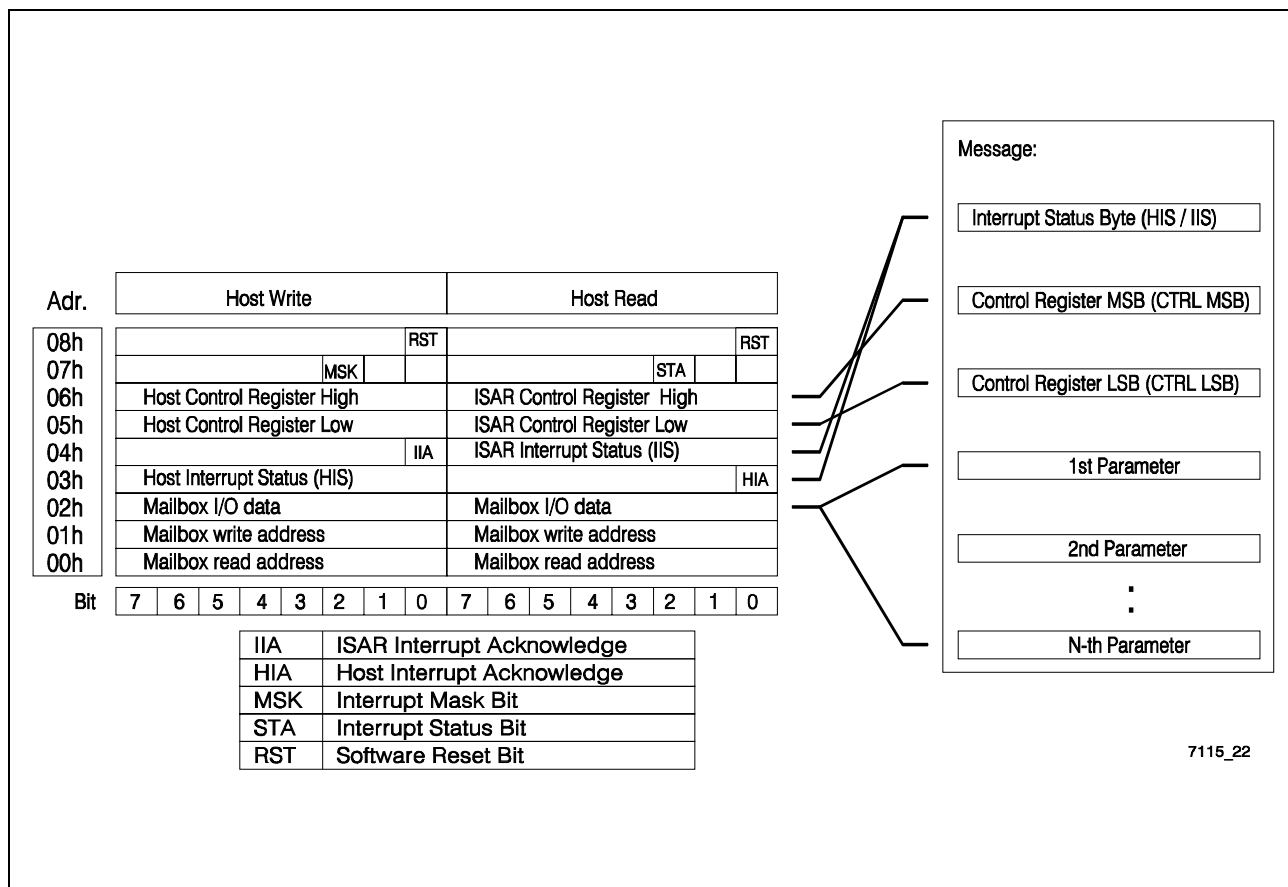 Message:
Interrupt Status Byte (HIS / IIS)
Control Register MSB (CTRL MSB)
Control Register LSB (CTRL LSB)
1st Parameter
2nd Parameter
:
N-th Parameter
Adr. Host Write Host Read
08h RST RST
07h MSK STA
06h Host Control Register High ISAR Control Register High
05h Host Control Register Low ISAR Control Register Low
04h IIA ISAR Interrupt Status (IIS)
03h Host Interrupt Status (HIS) HIA
02h Mailbox I/O data Mailbox I/O data
01h Mailbox write address Mailbox write address
00h Mailbox read address Mailbox read address
Bit 7 6 5 4 3 2 1 0 7 6 5 4 3 2 1 0
IIA ISAR Interrupt Acknowledge
HIA Host Interrupt Acknowledge
MSK Interrupt Mask Bit
STA Interrupt Status Bit
RST Software Reset Bit
7115_22